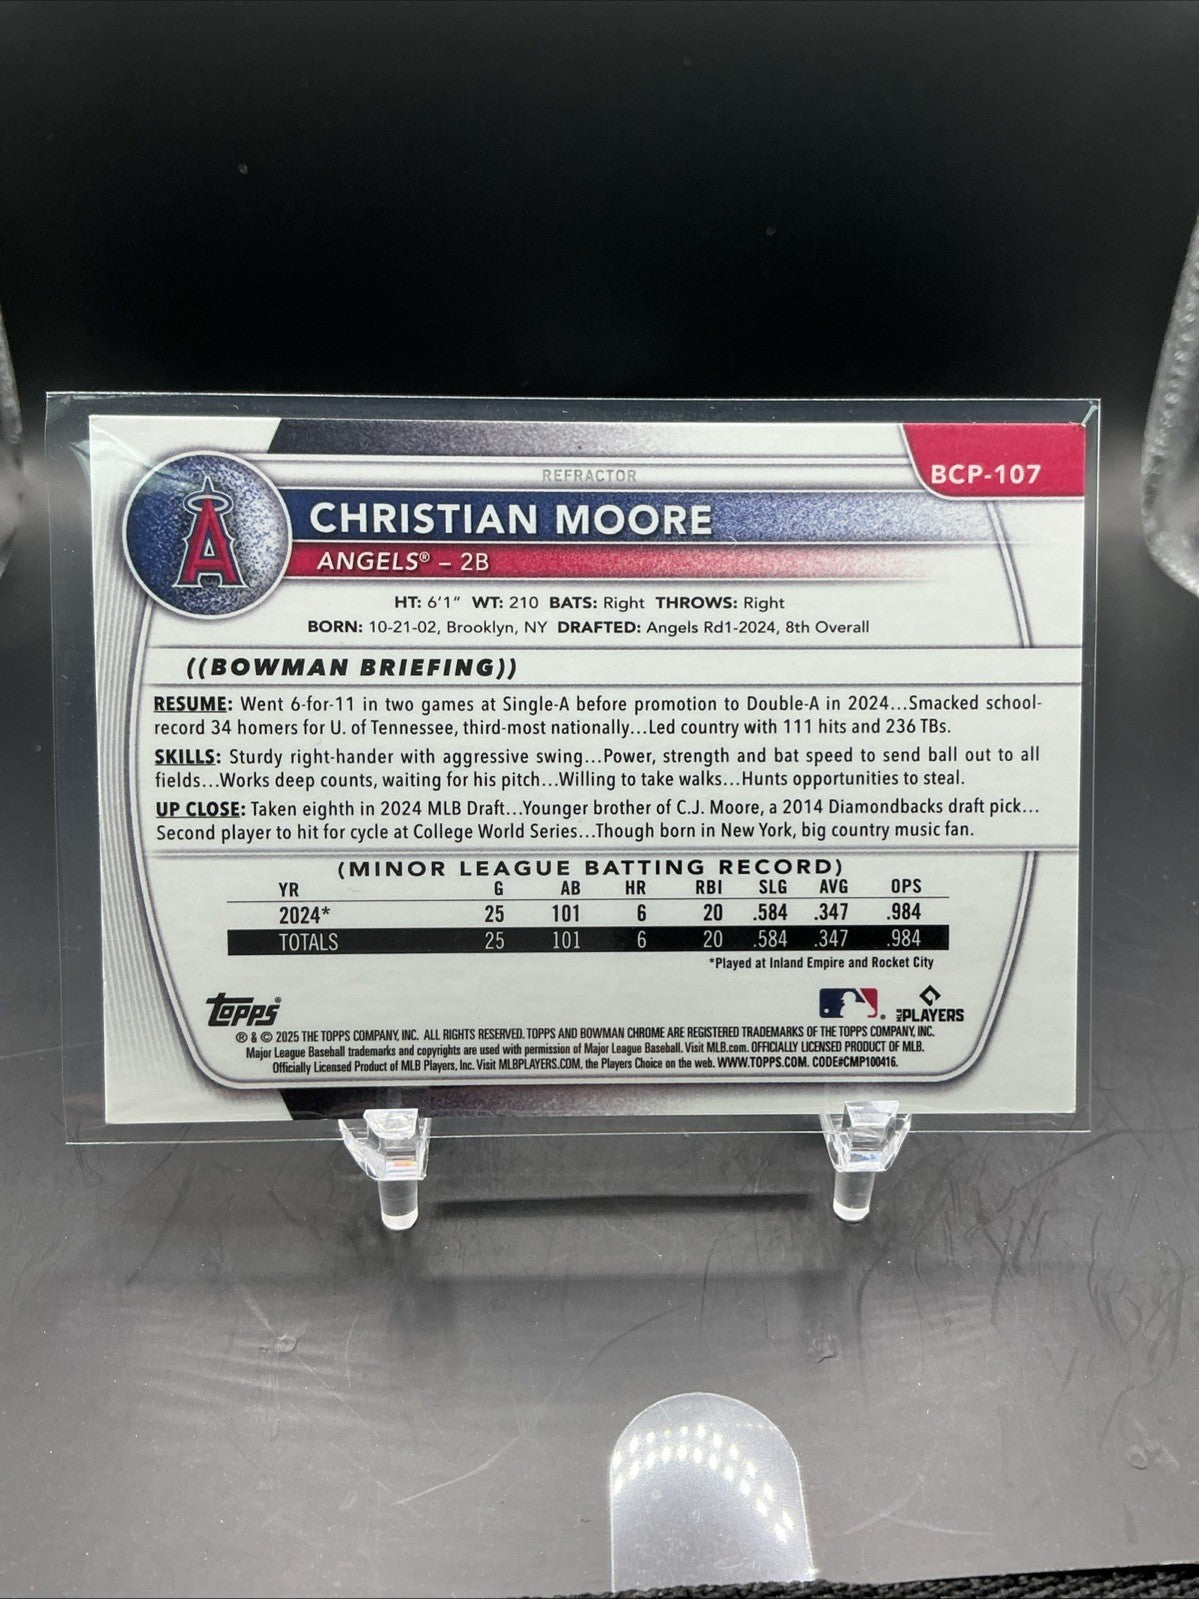 BCP-107
REFRACTOR
CHRISTIAN MOORE
ANGELS® – 2B
HT: 6'1" WT: 210 BATS: Right THROWS: Right
BORN: 10-21-02, Brooklyn, NY DRAFTED: Angels Rd1-2024, 8th Overall
((BOWMAN BRIEFING))
RESUME: Went 6-for-11 in two games at Single-A before promotion to Double-A in 2024...Smacked school-
record 34 homers for U. of Tennessee, third-most nationally...Led country with 111 hits and 236 TBs.
SKILLS: Sturdy right-hander with aggressive swing...Power, strength and bat speed to send ball out to all
fields...Works deep counts, waiting for his pitch...Willing to take walks...Hunts opportunities to steal.
UP CLOSE: Taken eighth in 2024 MLB Draft...Younger brother of C.J. Moore, a 2014 Diamondbacks draft pick...
Second player to hit for cycle at College World Series...Though born in New York, big country music fan.
(MINOR LEAGUE BATTING RECORD)
YR G AB HR RBI SLG AVG OPS
2024* 25 101 6 20 .584 .347 .984
TOTALS 25 101 6 20 .584 .347 .984
*Played at Inland Empire and Rocket City
Topps®
MLB PLAYERS
® & © 2025 THE TOPPS COMPANY, INC. ALL RIGHTS RESERVED. TOPPS AND BOWMAN CHROME ARE REGISTERED TRADEMARKS OF THE TOPPS COMPANY, INC.
Major League Baseball trademarks and copyrights are used with permission of Major League Baseball. Visit MLB.com. OFFICIALLY LICENSED PRODUCT OF MLB.
Officially Licensed Product of MLB Players, Inc. Visit MLBPLAYERS.COM, the Players Choice on the web. WWW.TOPPS.COM. CODE#CMP100416.